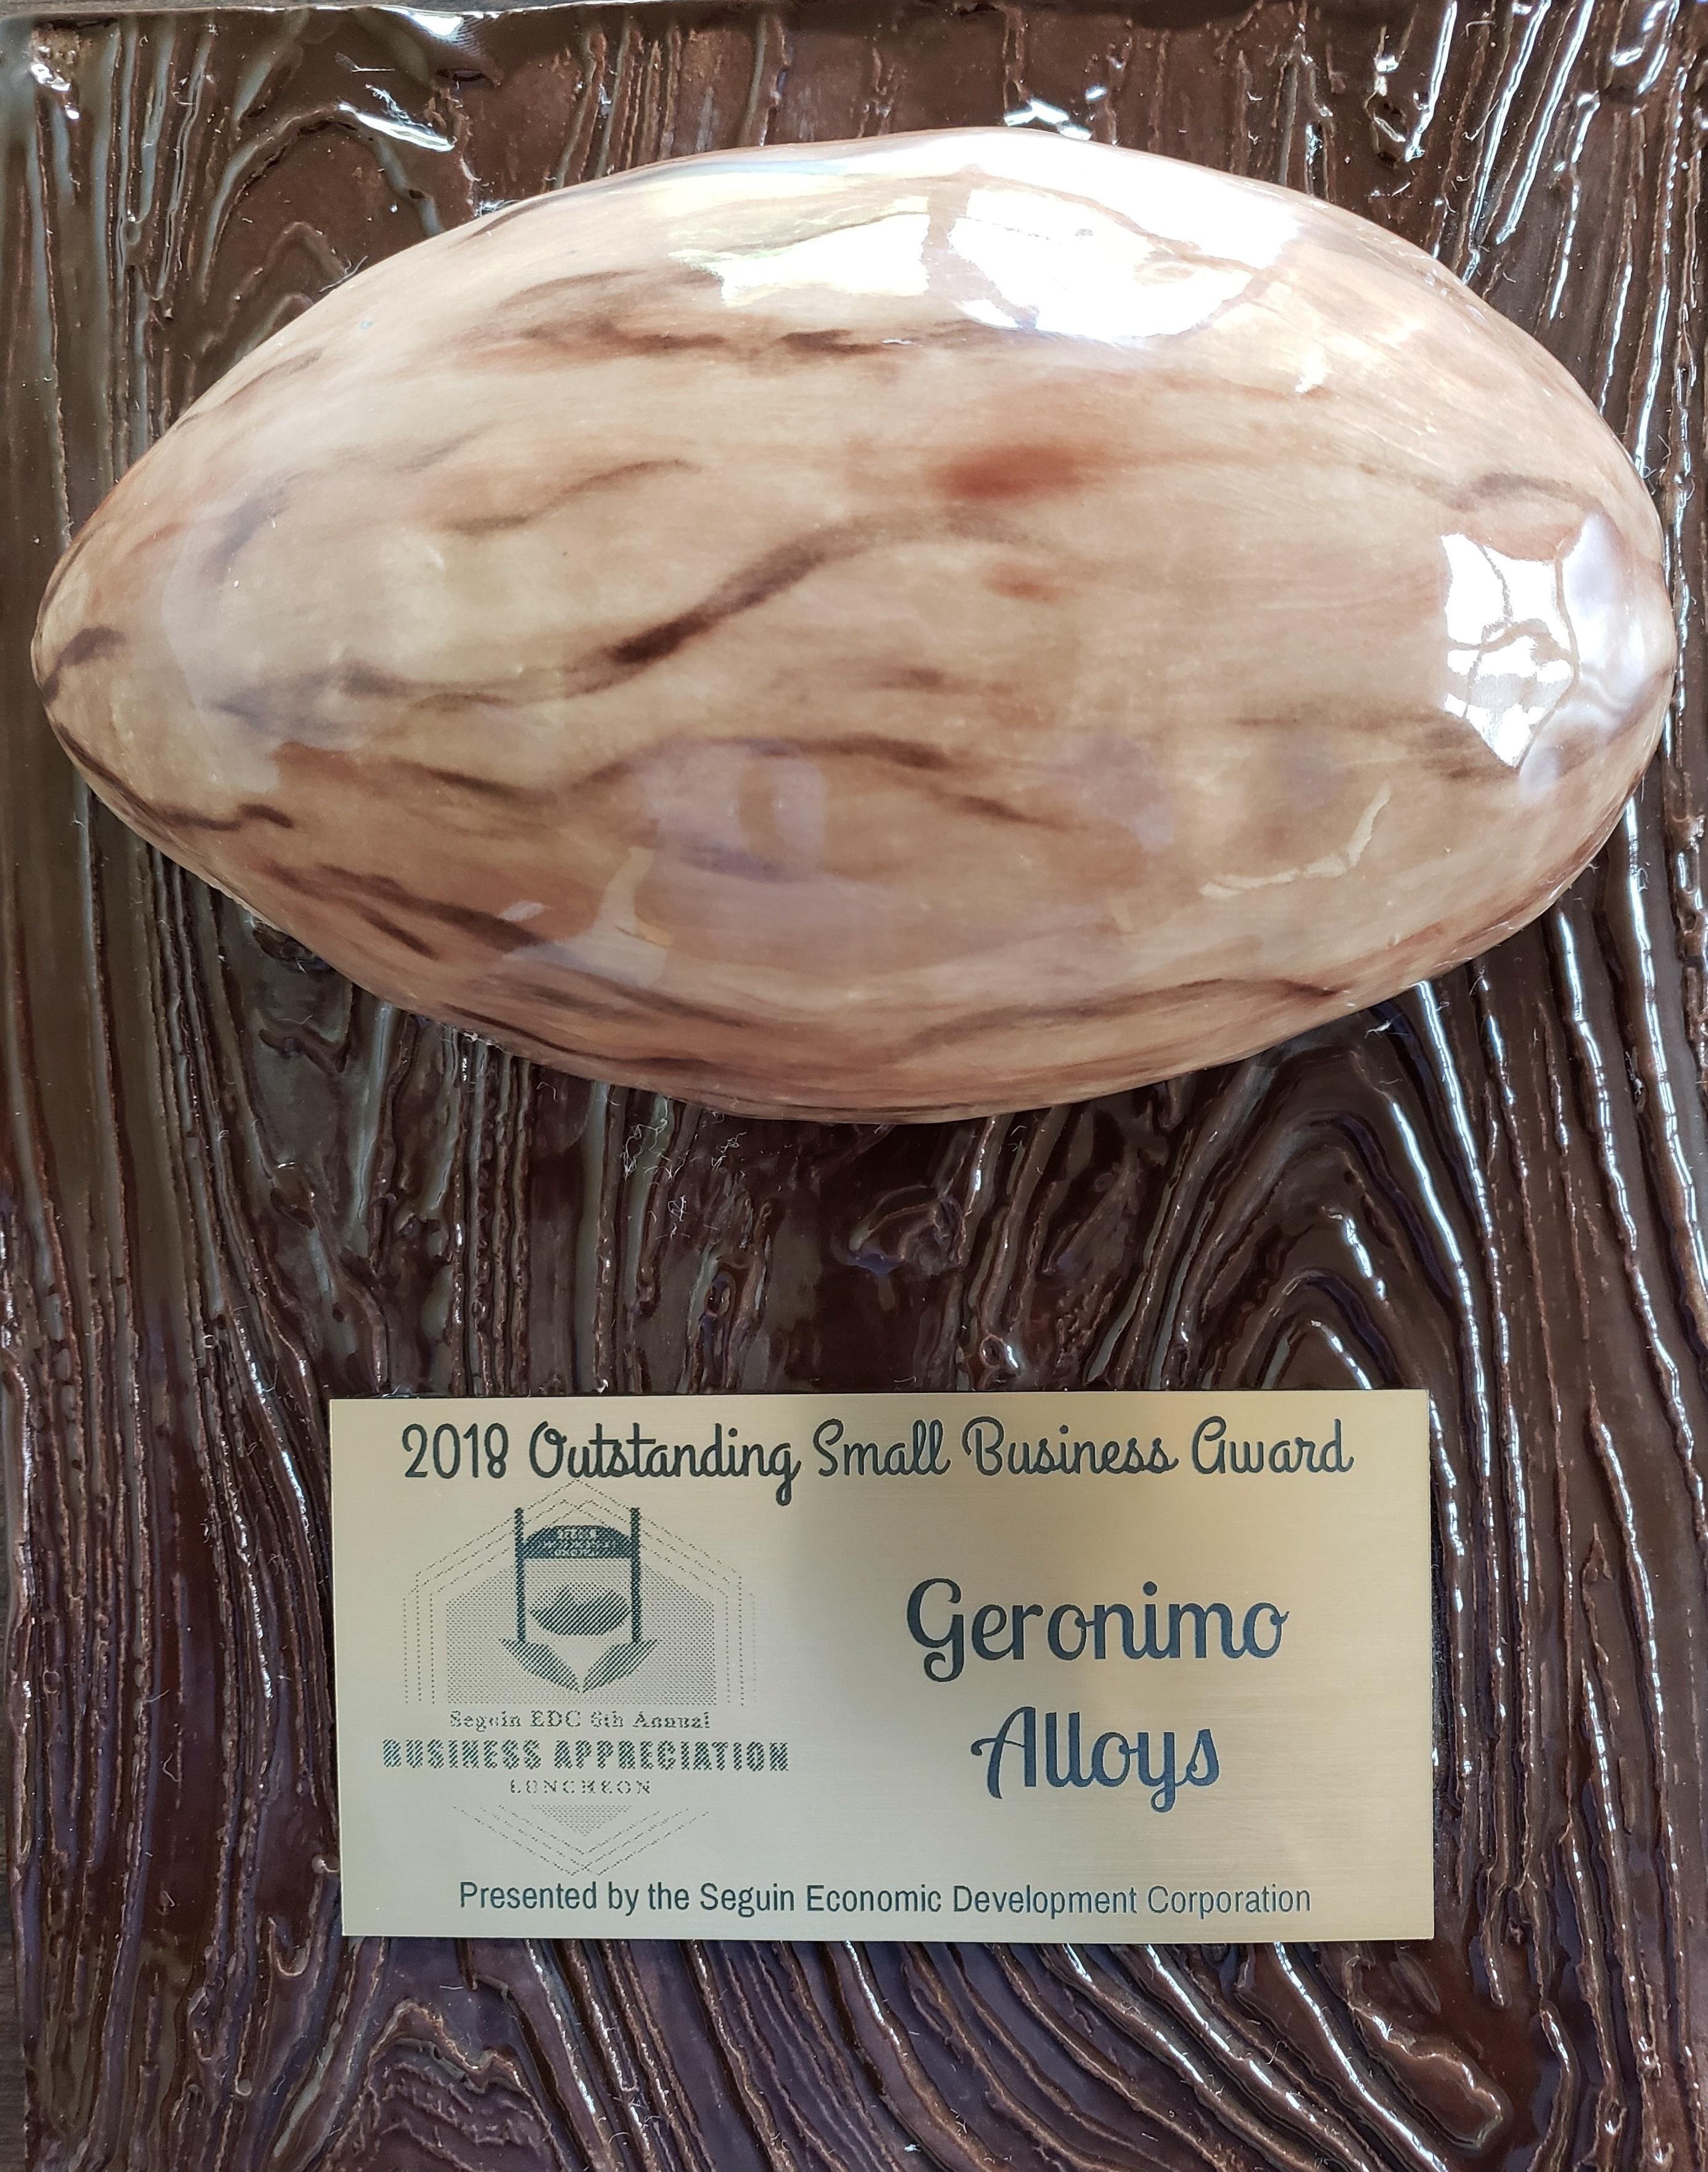 2018 Outstanding Small Business Award
Geronimo
Alloys
Seguin EDC 6th Annual
BUSINESS APPRECIATION
LUNCHEON
Presented by the Seguin Economic Development Corporation